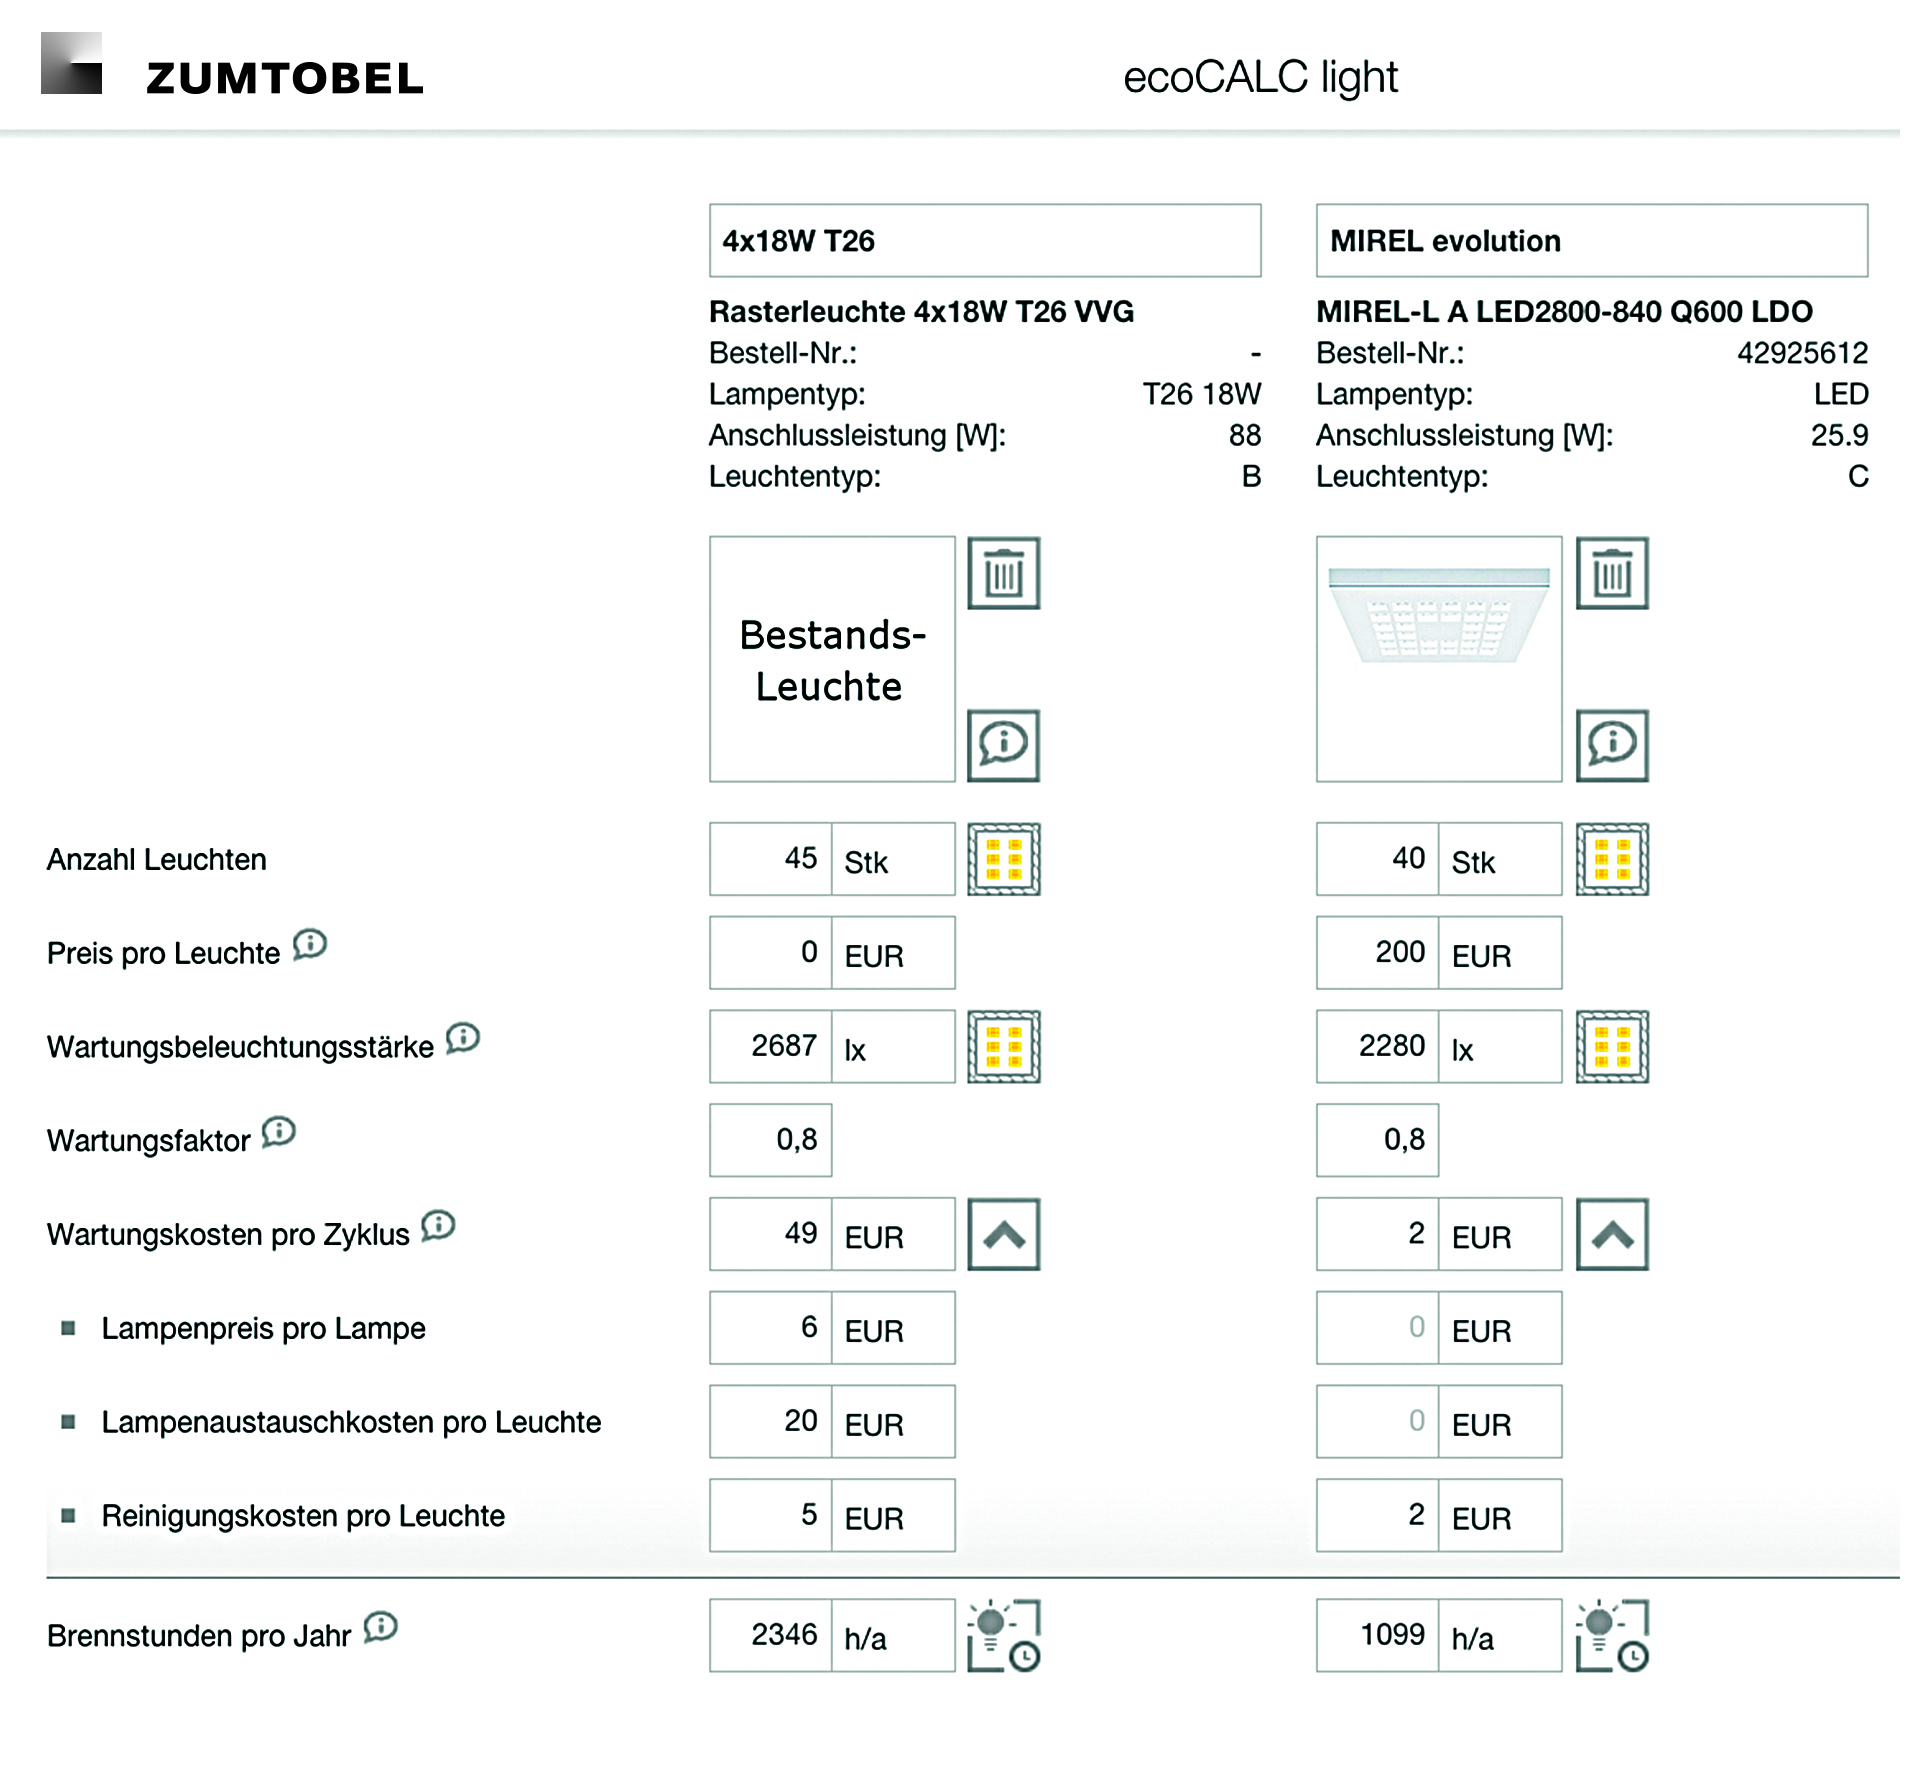 ZUMTOBEL
ecoCALC light
4x18W T26
MIREL evolution
Rasterleuchte 4x18W T26 VVG
MIREL-L A LED2800-840 Q600 LDO
Bestell-Nr.: -
Bestell-Nr.: 42925612
Lampentyp: T26 18W
Lampentyp: LED
Anschlussleistung [W]: 88
Anschlussleistung [W]: 25.9
Leuchtentyp: B
Leuchtentyp: C
Bestands-
Leuchte
Anzahl Leuchten 45 Stk 40 Stk
Preis pro Leuchte 0 EUR 200 EUR
Wartungsbeleuchtungsstärke 2687 lx 2280 lx
Wartungsfaktor 0,8 0,8
Wartungskosten pro Zyklus 49 EUR 2 EUR
Lampenpreis pro Lampe 6 EUR 0 EUR
Lampenaustauschkosten pro Leuchte 20 EUR 0 EUR
Reinigungskosten pro Leuchte 5 EUR 2 EUR
Brennstunden pro Jahr 2346 h/a 1099 h/a